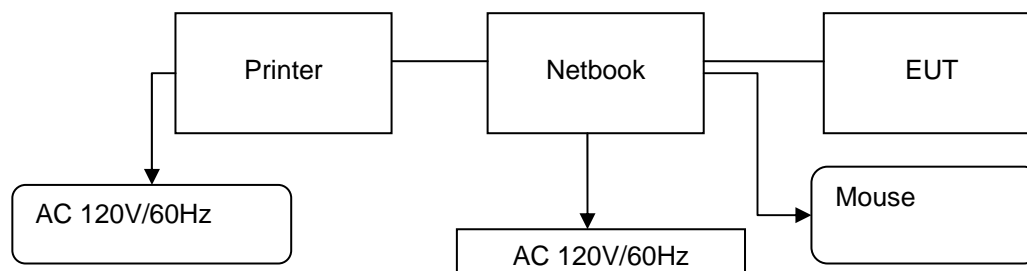 Printer
Netbook
EUT
AC 120V/60Hz
Mouse
AC 120V/60Hz